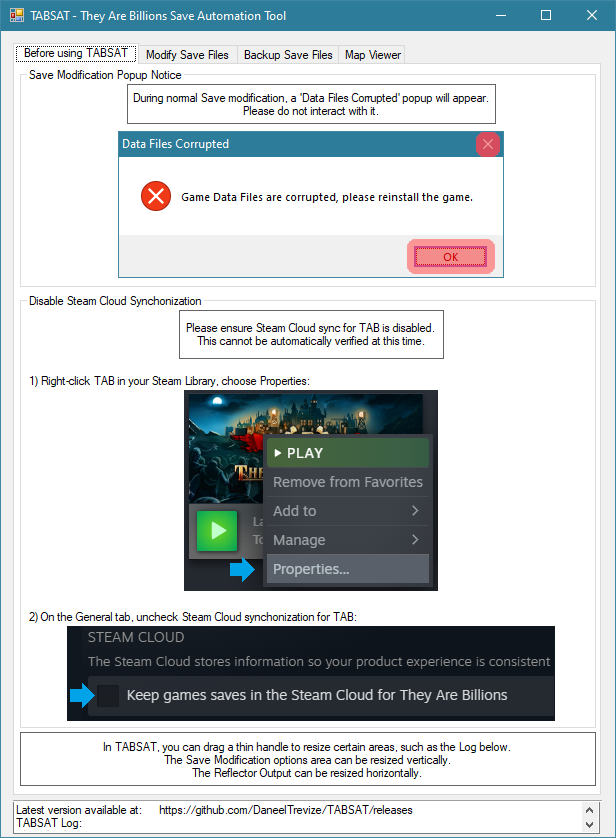 TABSAT - They Are Billions Save Automation Tool
Before using TABSAT
Modify Save Files
Backup Save Files
Map Viewer
Save Modification Popup Notice
During normal Save modification, a 'Data Files Corrupted' popup will appear.
Please do not interact with it.
Data Files Corrupted
Game Data Files are corrupted, please reinstall the game.
OK
Disable Steam Cloud Synchonization
Please ensure Steam Cloud sync for TAB is disabled.
This cannot be automatically verified at this time.
1) Right-click TAB in your Steam Library, choose Properties:
PLAY
Remove from Favorites
Add to
Manage
Properties...
2) On the General tab, uncheck Steam Cloud synchonization for TAB:
STEAM CLOUD
The Steam Cloud stores information so your product experience is consistent
Keep games saves in the Steam Cloud for They Are Billions
In TABSAT, you can drag a thin handle to resize certain areas, such as the Log below.
The Save Modification options area can be resized vertically.
The Reflector Output can be resized horizontally.
Latest version available at: https://github.com/DaneelTrevize/TABSAT/releases
TABSAT Log: